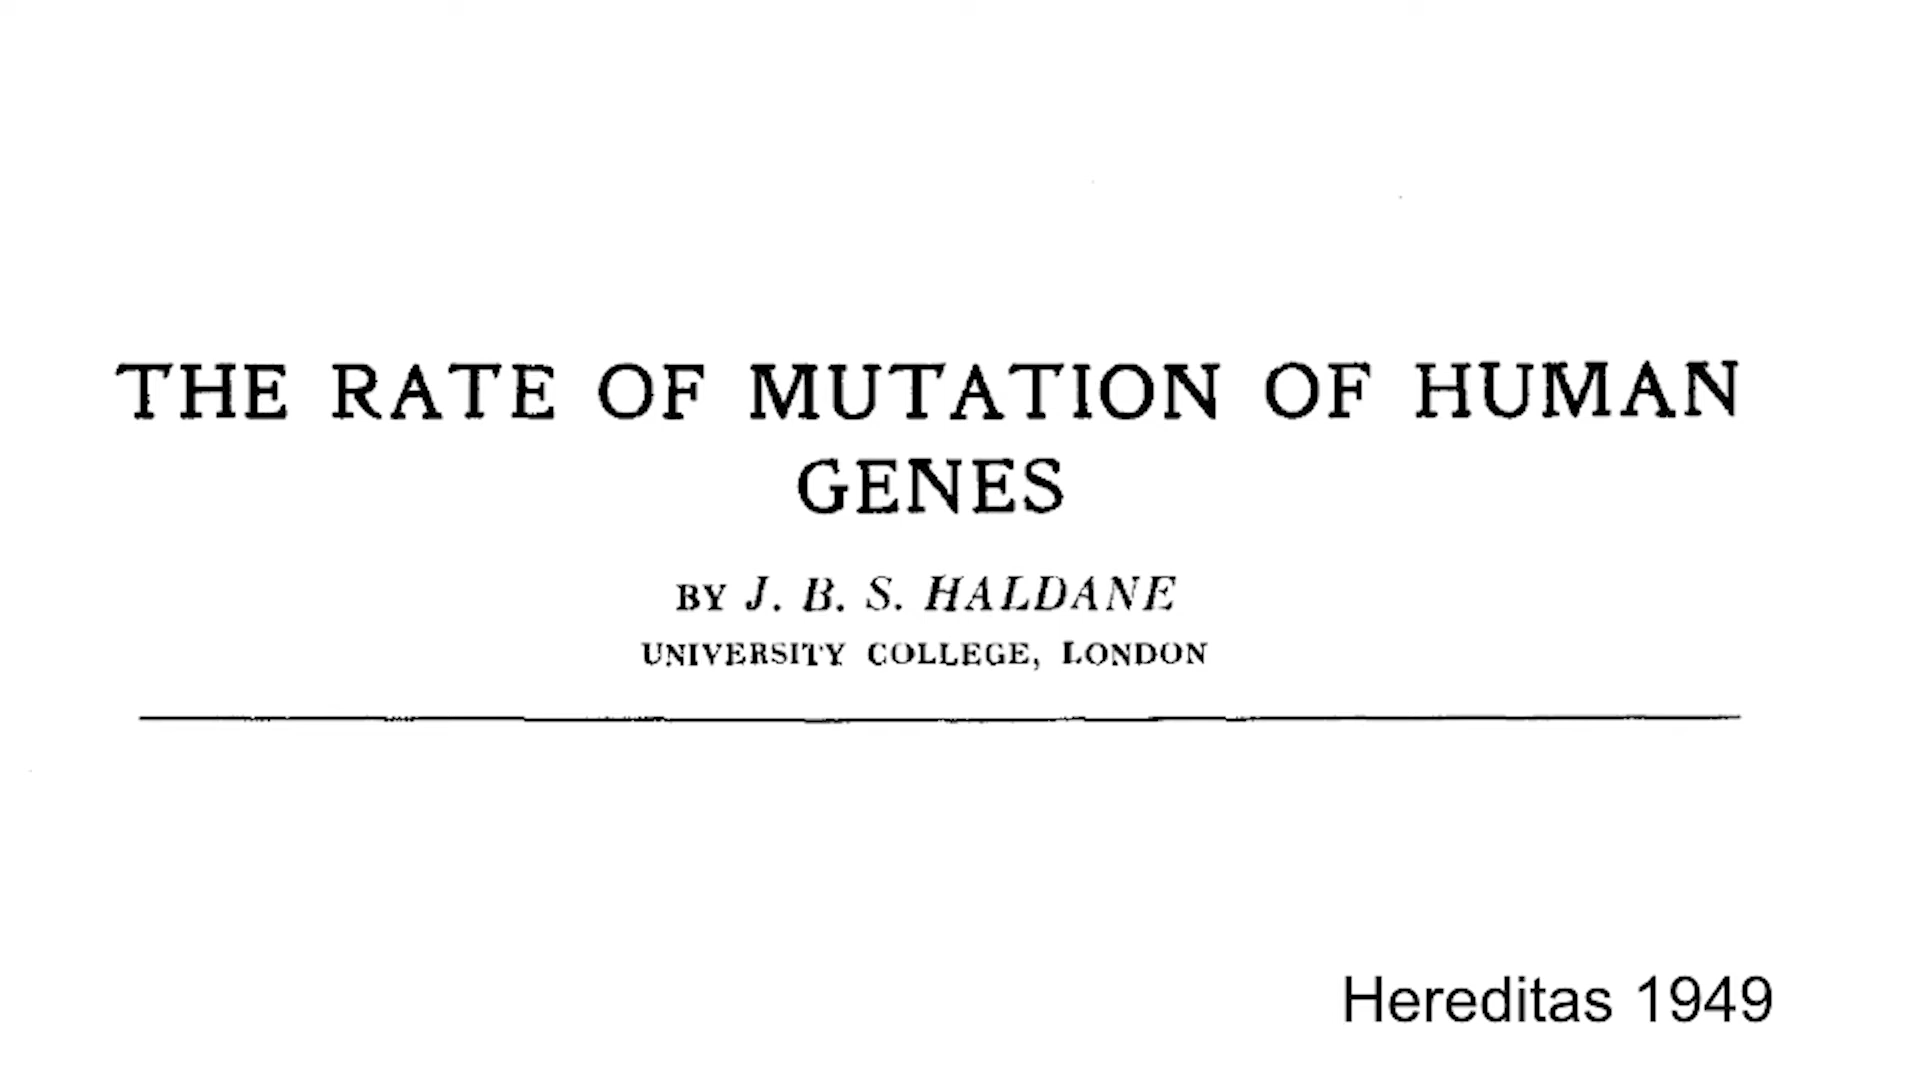 THE RATE OF MUTATION OF HUMAN
GENES
BY J. B. S. HALDANE
UNIVERSITY COLLEGE, LONDON
Hereditas 1949